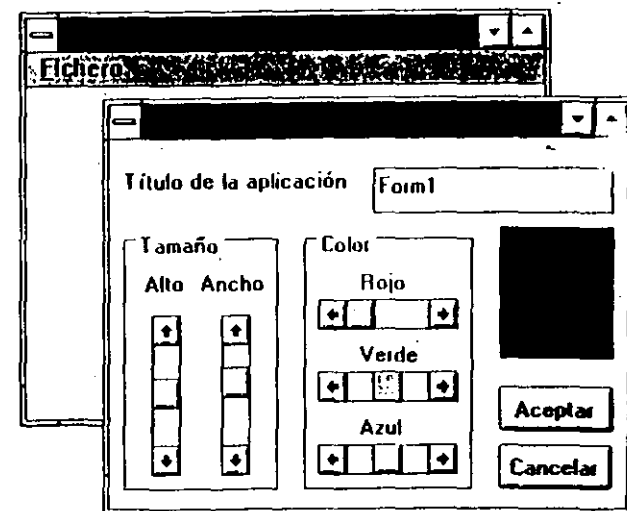 Fichero
Título de la aplicación
Form1
Tamaño
Color
Alto Ancho
Rojo
Verde
Azul
Aceptar
Cancelar